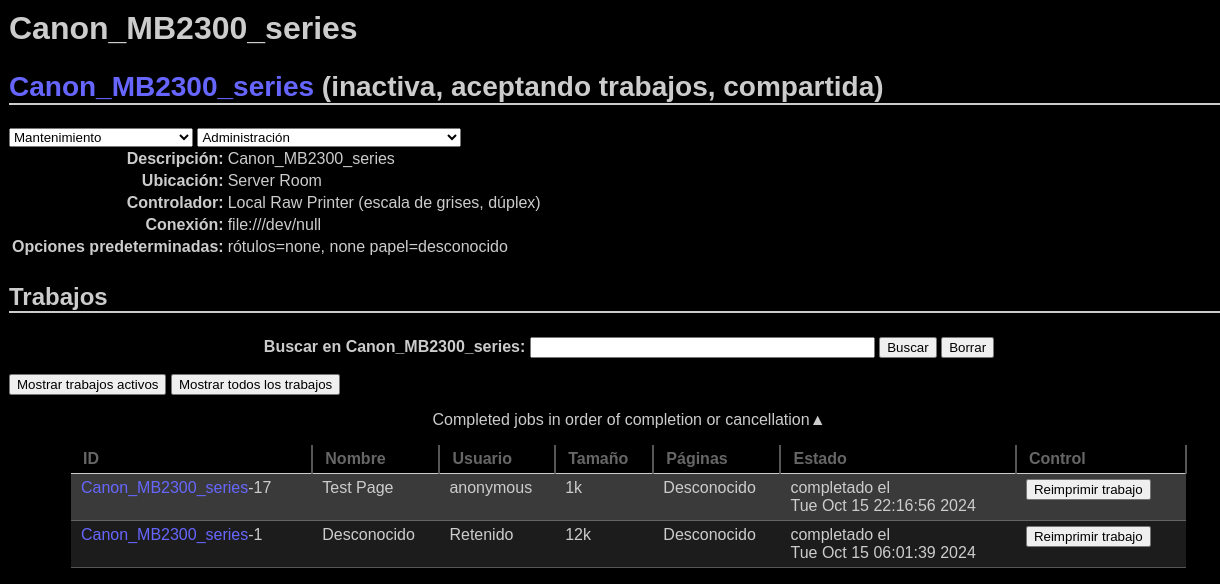 Canon_MB2300_series
Canon_MB2300_series (inactiva, aceptando trabajos, compartida)
Mantenimiento Administración
Descripción: Canon_MB2300_series
Ubicación: Server Room
Controlador: Local Raw Printer (escala de grises, dúplex)
Conexión: file:///dev/null
Opciones predeterminadas: rótulos=none, none papel=desconocido
Trabajos
Buscar en Canon_MB2300_series: Buscar Borrar
Mostrar trabajos activos Mostrar todos los trabajos
Completed jobs in order of completion or cancellation▲
ID Nombre Usuario Tamaño Páginas Estado Control
Canon_MB2300_series-17 Test Page anonymous 1k Desconocido completado el Reimprimir trabajo
Tue Oct 15 22:16:56 2024
Canon_MB2300_series-1 Desconocido Retenido 12k Desconocido completado el Reimprimir trabajo
Tue Oct 15 06:01:39 2024